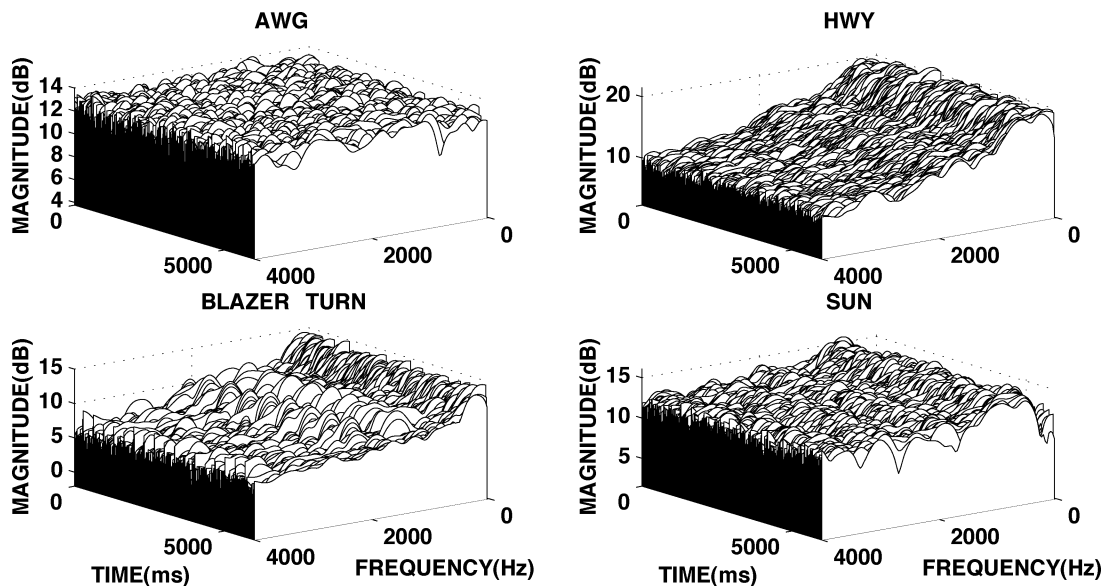 AWG
MAGNITUDE(dB)
14
12
10
8
6
4
0
5000
4000
2000
0
HWY
MAGNITUDE(dB)
20
10
0
5000
4000
2000
0
BLAZER TURN
MAGNITUDE(dB)
15
10
5
0
0
5000
4000
2000
0
TIME(ms)
FREQUENCY(Hz)
SUN
MAGNITUDE(dB)
15
10
5
0
5000
4000
2000
0
TIME(ms)
FREQUENCY(Hz)